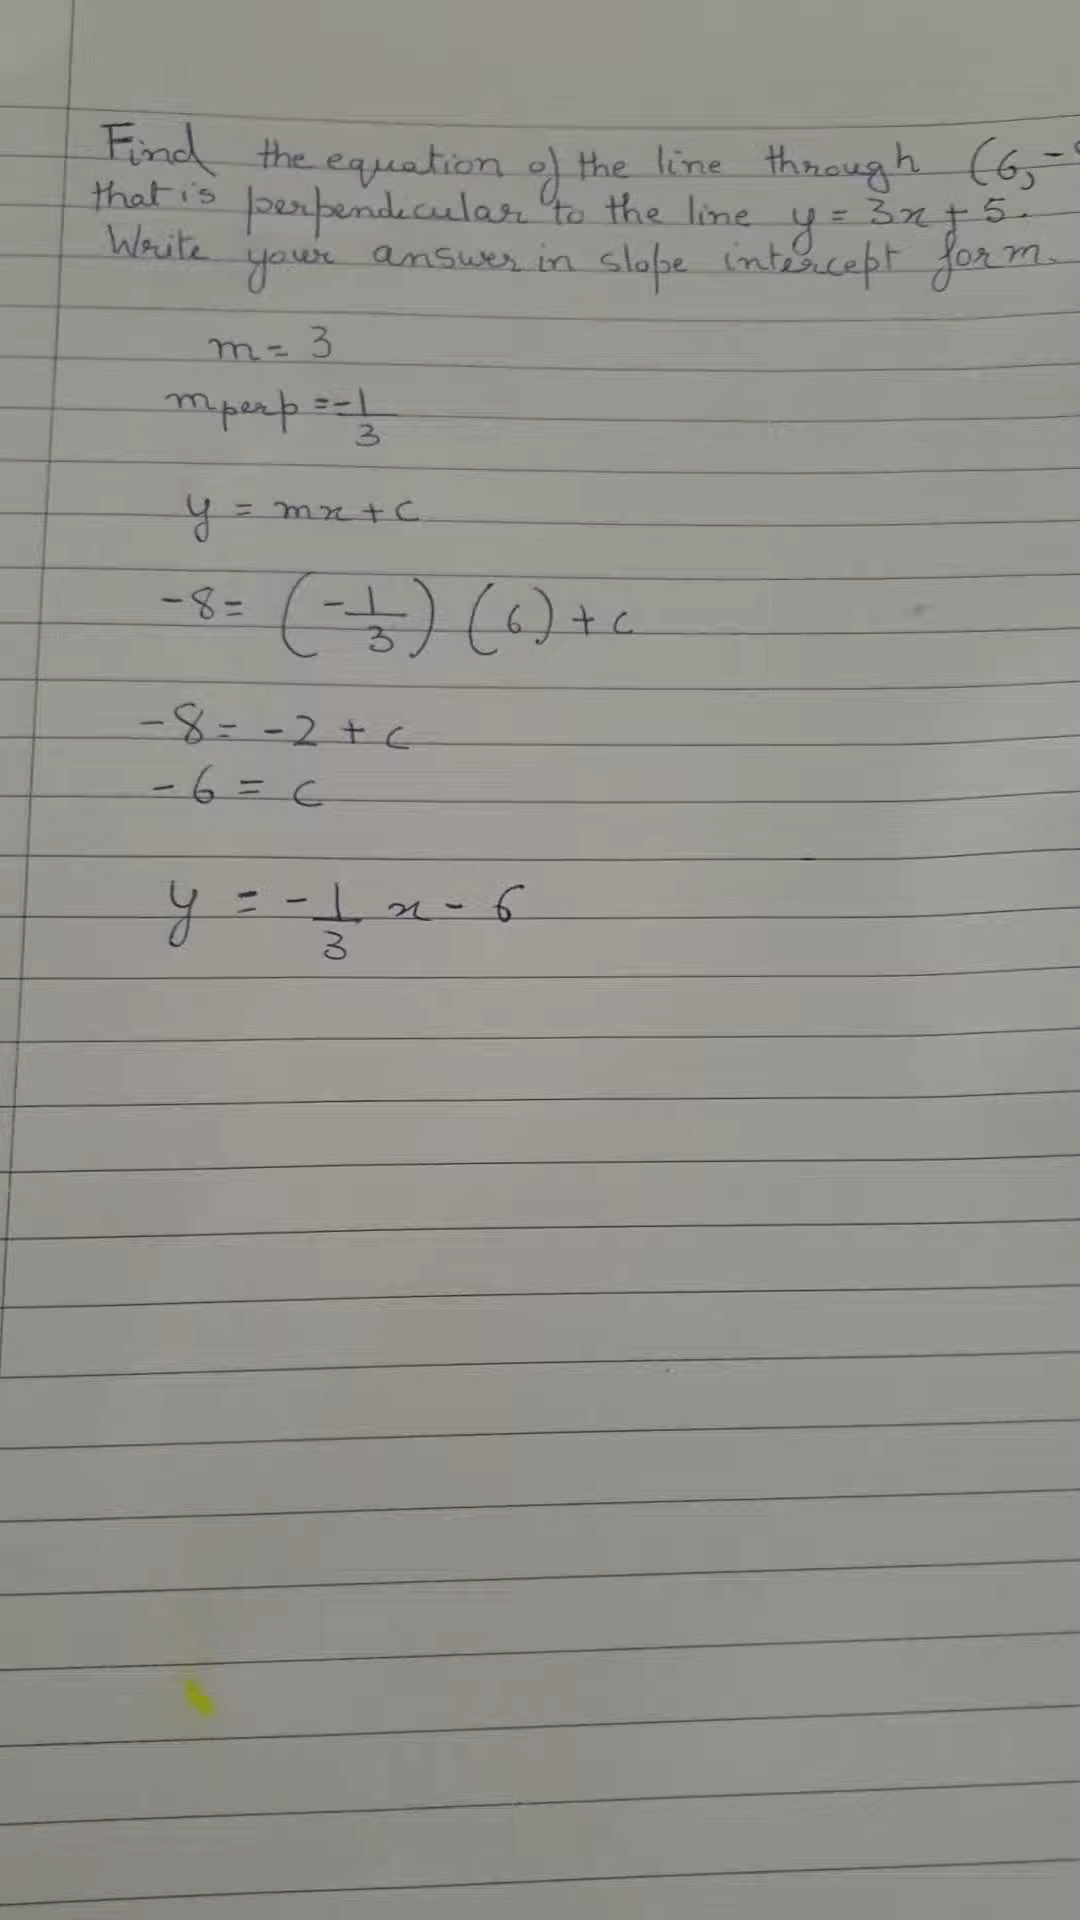 Find the equation of the line through (6, -
that is perpendicular to the line y = 3x + 5.
Write your answer in slope intercept form.
m = 3
m perp = -1/3
y = mx + c
-8 = (-1/3) (6) + c
-8 = -2 + c
-6 = c
y = -1/3 x - 6